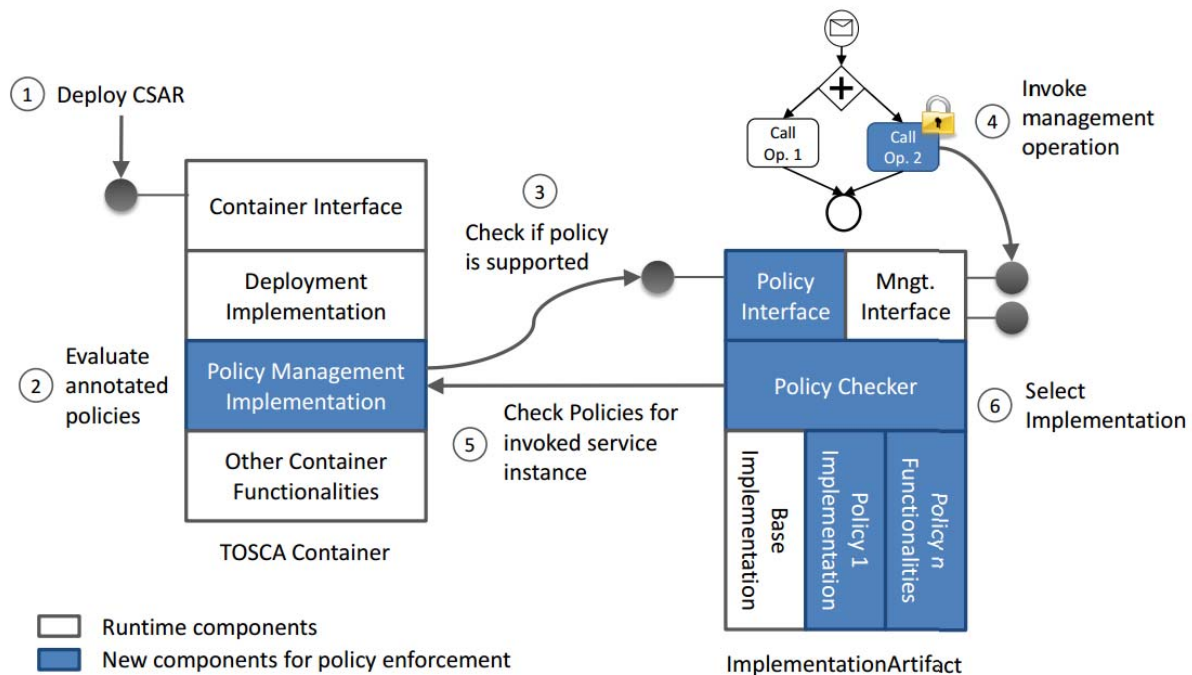 1
Deploy CSAR
Container Interface
Deployment
Implementation
Policy Management
Implementation
Other Container
Functionalities
TOSCA Container
2
Evaluate
annotated
policies
3
Check if policy
is supported
Call
Op. 1
Call
Op. 2
4
Invoke
management
operation
Policy
Interface
Mngt.
Interface
Policy Checker
5
Check Policies for
invoked service
instance
6
Select
Implementation
Base
Implementation
Policy 1
Implementation
Policy n
Functionalities
ImplementationArtifact
Runtime components
New components for policy enforcement